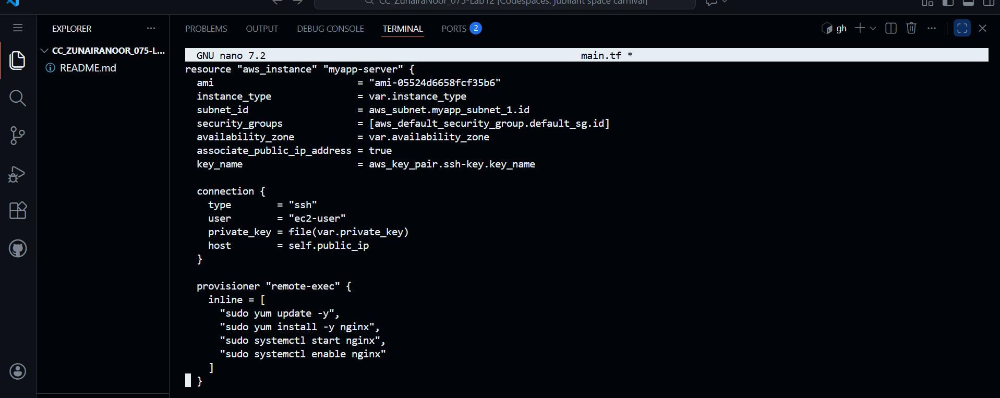 CC_ZunairaNoor_075-Lab12 [Codespaces: jubilant space carnival]
EXPLORER
PROBLEMS OUTPUT DEBUG CONSOLE TERMINAL PORTS 2
gh
CC_ZUNAIRANOOR_075-L...
README.md
GNU nano 7.2 main.tf *
resource "aws_instance" "myapp-server" {
ami = "ami-05524d6658fcf35b6"
instance_type = var.instance_type
subnet_id = aws_subnet.myapp_subnet_1.id
security_groups = [aws_default_security_group.default_sg.id]
availability_zone = var.availability_zone
associate_public_ip_address = true
key_name = aws_key_pair.ssh-key.key_name
connection {
type = "ssh"
user = "ec2-user"
private_key = file(var.private_key)
host = self.public_ip
}
provisioner "remote-exec" {
inline = [
"sudo yum update -y",
"sudo yum install -y nginx",
"sudo systemctl start nginx",
"sudo systemctl enable nginx"
]
}